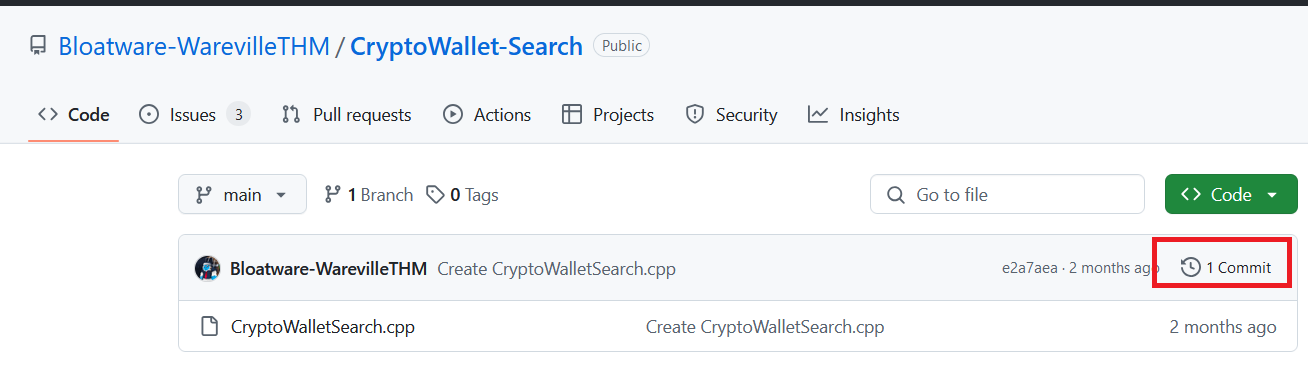 Bloatware-WarevilleTHM / CryptoWallet-Search Public
Code Issues 3 Pull requests Actions Projects Security Insights
main 1 Branch 0 Tags Go to file Code
Bloatware-WarevilleTHM Create CryptoWalletSearch.cpp e2a7aea · 2 months ago 1 Commit
CryptoWalletSearch.cpp Create CryptoWalletSearch.cpp 2 months ago